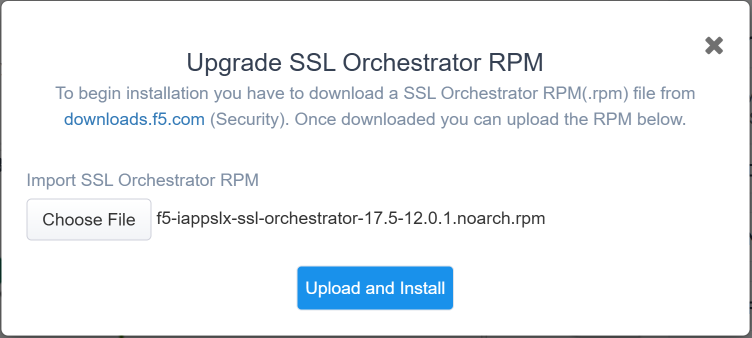 Upgrade SSL Orchestrator RPM
To begin installation you have to download a SSL Orchestrator RPM(.rpm) file from
downloads.f5.com (Security). Once downloaded you can upload the RPM below.
Import SSL Orchestrator RPM
Choose File f5-iappslx-ssl-orchestrator-17.5-12.0.1.noarch.rpm
Upload and Install